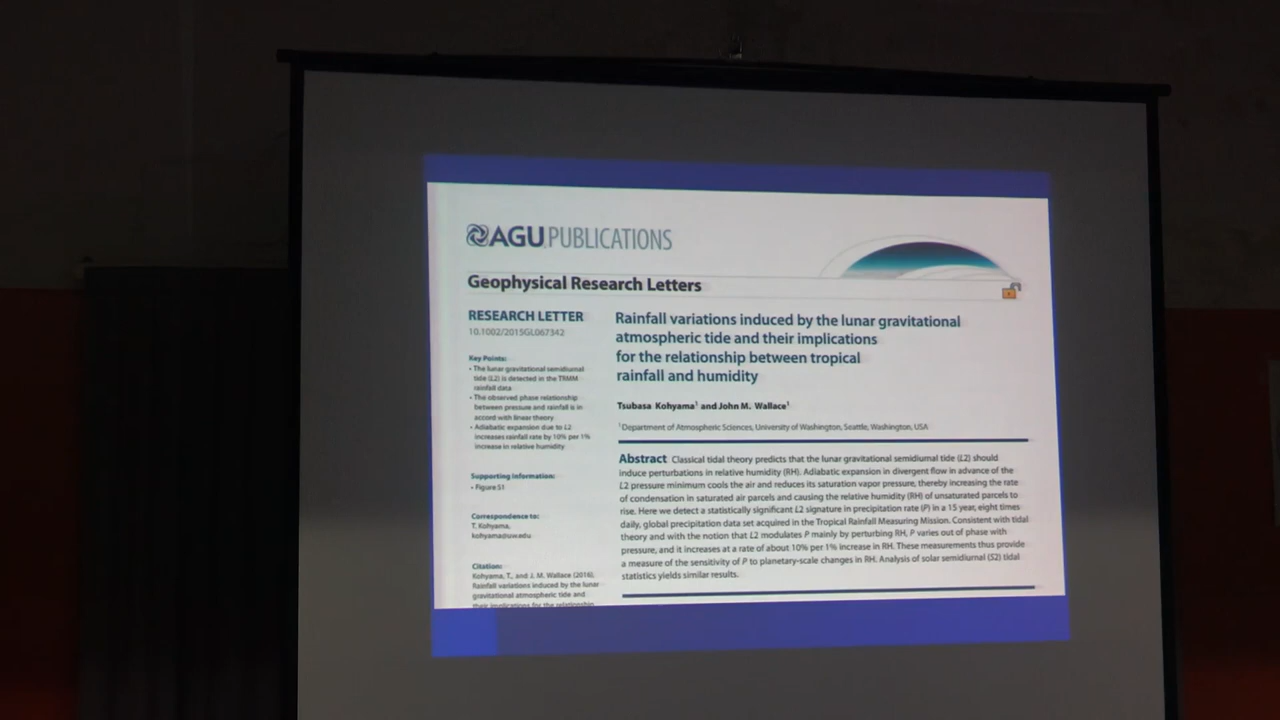 AGU PUBLICATIONS
Geophysical Research Letters
RESEARCH LETTER
10.1002/2015GL067342
Key Points:
• The lunar gravitational semidiurnal
tide (L2) is detected in the TRMM
rainfall data
• The observed phase relationship
between pressure and rainfall is in
accord with linear theory
• Adiabatic expansion due to L2
increases rainfall rate by 10% per 1%
increase in relative humidity
Supporting Information:
• Figure S1
Correspondence to:
T. Kohyama,
kohyama@uw.edu
Citation:
Kohyama, T., and J. M. Wallace (2016),
Rainfall variations induced by the lunar
gravitational atmospheric tide and
their implications for the relationship
Rainfall variations induced by the lunar gravitational
atmospheric tide and their implications
for the relationship between tropical
rainfall and humidity
Tsubasa Kohyama¹ and John M. Wallace¹
¹Department of Atmospheric Sciences, University of Washington, Seattle, Washington, USA
Abstract Classical tidal theory predicts that the lunar gravitational semidiurnal tide (L2) should
induce perturbations in relative humidity (RH). Adiabatic expansion in divergent flow in advance of the
L2 pressure minimum cools the air and reduces its saturation vapor pressure, thereby increasing the rate
of condensation in saturated air parcels and causing the relative humidity (RH) of unsaturated parcels to
rise. Here we detect a statistically significant L2 signature in precipitation rate (P) in a 15 year, eight times
daily, global precipitation data set acquired in the Tropical Rainfall Measuring Mission. Consistent with tidal
theory and with the notion that L2 modulates P mainly by perturbing RH, P varies out of phase with
pressure, and it increases at a rate of about 10% per 1% increase in RH. These measurements thus provide
a measure of the sensitivity of P to planetary-scale changes in RH. Analysis of solar semidiurnal (S2) tidal
statistics yields similar results.